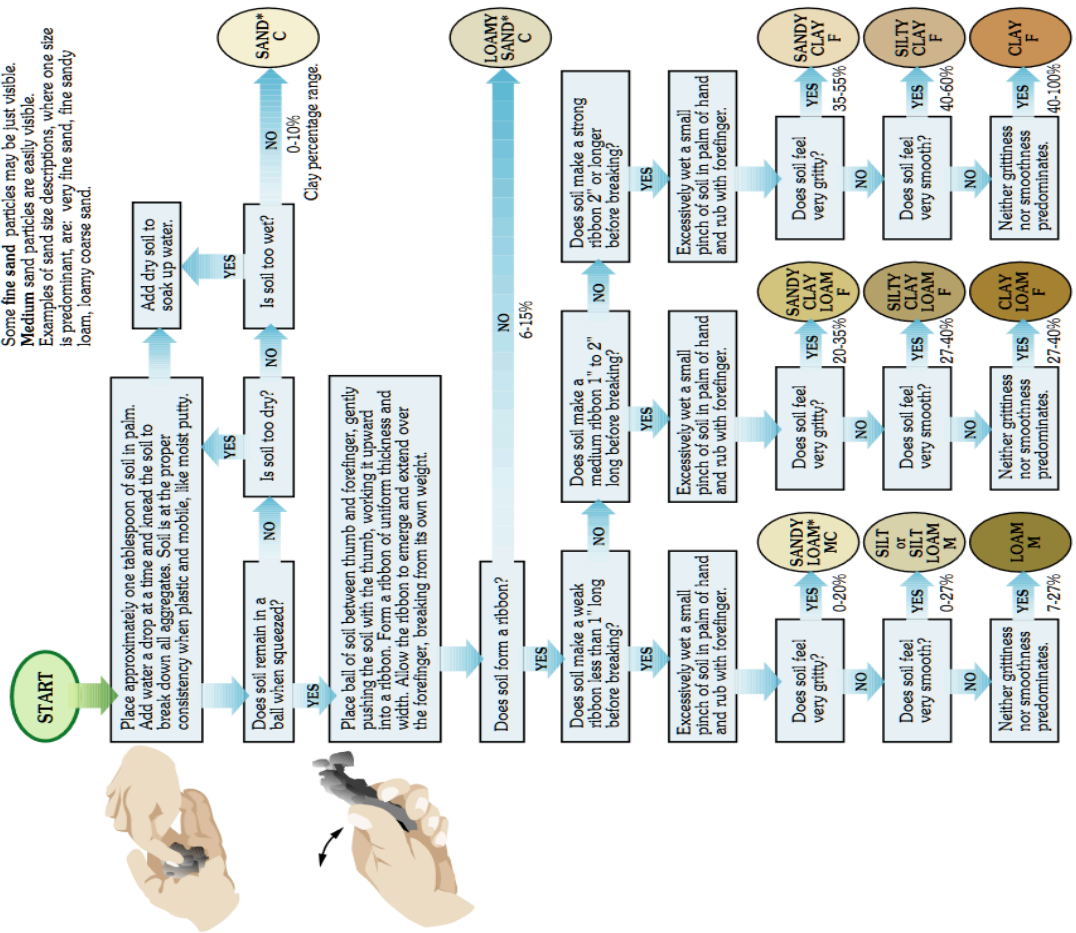 Some fine sand particles may be just visible.
Medium sand particles are easily visible.
Examples of sand size descriptions, where one size
is predominant, are: very fine sand, fine sandy
loam, loamy coarse sand.
START
Place approximately one tablespoon of soil in palm.
Add water a drop at a time and knead the soil to
break down all aggregates. Soil is at the proper
consistency when plastic and mobile, like moist putty.
Add dry soil to
soak up water.
YES
YES
Does soil remain in a
ball when squeezed?
NO
Is soil too dry?
NO
Is soil too wet?
NO
0-10%
Clay percentage range.
SAND*
C
YES
Place ball of soil between thumb and forefinger, gently
pushing the soil with the thumb, working it upward
into a ribbon. Form a ribbon of uniform thickness and
width. Allow the ribbon to emerge and extend over
the forefinger, breaking from its own weight.
Does soil form a ribbon?
NO
6-15%
LOAMY
SAND*
C
YES
Does soil make a weak
ribbon less than 1" long
before breaking?
NO
Does soil make a
medium ribbon 1" to 2"
long before breaking?
NO
Does soil make a strong
ribbon 2" or longer
before breaking?
YES
YES
YES
Excessively wet a small
pinch of soil in palm of hand
and rub with forefinger.
Excessively wet a small
pinch of soil in palm of hand
and rub with forefinger.
Excessively wet a small
pinch of soil in palm of hand
and rub with forefinger.
Does soil feel
very gritty?
YES
0-20%
SANDY
LOAM*
MC
Does soil feel
very gritty?
YES
20-35%
SANDY
CLAY
LOAM
F
Does soil feel
very gritty?
YES
35-55%
SANDY
CLAY
F
NO
NO
NO
Does soil feel
very smooth?
YES
0-27%
SILT
or
SILT
LOAM
M
Does soil feel
very smooth?
YES
27-40%
SILTY
CLAY
LOAM
F
Does soil feel
very smooth?
YES
40-60%
SILTY
CLAY
F
NO
NO
NO
Neither grittiness
nor smoothness
predominates.
YES
7-27%
LOAM
M
Neither grittiness
nor smoothness
predominates.
YES
27-40%
CLAY
LOAM
F
Neither grittiness
nor smoothness
predominates.
YES
40-100%
CLAY
F